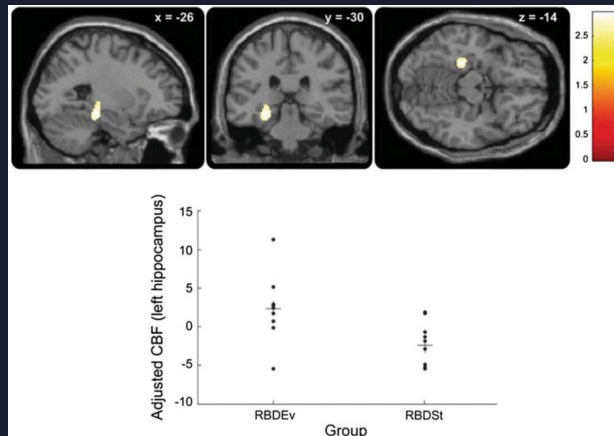 x = -26
y = -30
z = -14
2.5
2
1.5
1
0.5
0
Adjusted CBF (left hippocampus)
15
10
5
0
-5
-10
RBDEv
RBDSt
Group